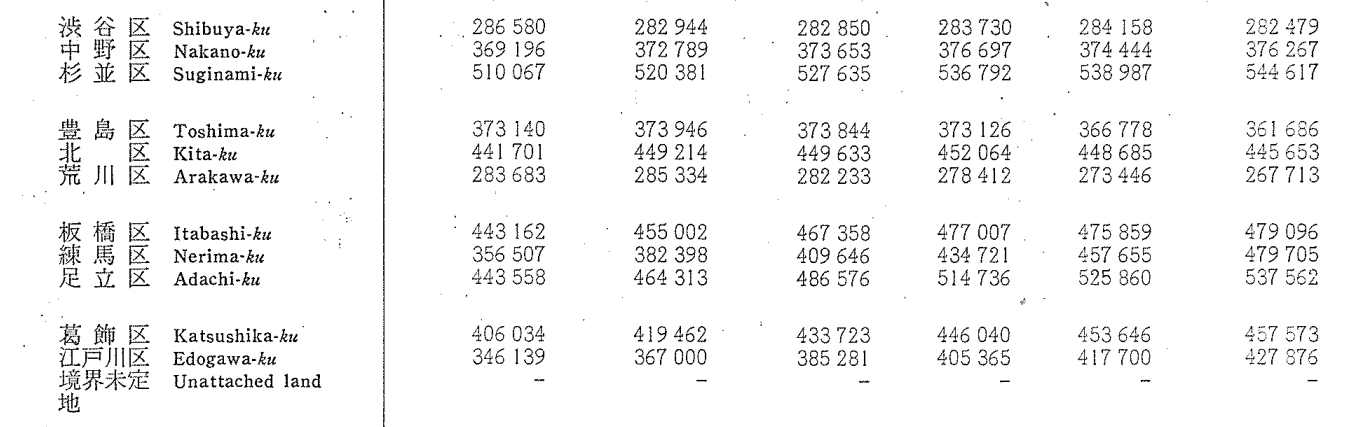 渋谷区 Shibuya-ku 286 580 282 944 282 850 283 730 284 158 282 479
中野区 Nakano-ku 369 196 372 789 373 653 376 697 374 444 376 267
杉並区 Suginami-ku 510 067 520 381 527 635 536 792 538 987 544 617
豊島区 Toshima-ku 373 140 373 946 373 844 373 126 366 778 361 686
北区 Kita-ku 441 701 449 214 449 633 452 064 448 685 445 653
荒川区 Arakawa-ku 283 683 285 334 282 233 278 412 273 446 267 713
板橋区 Itabashi-ku 443 162 455 002 467 358 477 007 475 859 479 096
練馬区 Nerima-ku 356 507 382 398 409 646 434 721 457 655 479 705
足立区 Adachi-ku 443 558 464 313 486 576 514 736 525 860 537 562
葛飾区 Katsushika-ku 406 034 419 462 433 723 446 040 453 646 457 573
江戸川区 Edogawa-ku 346 139 367 000 385 281 405 365 417 700 427 876
境界未定 Unattached land – – – – – –
地